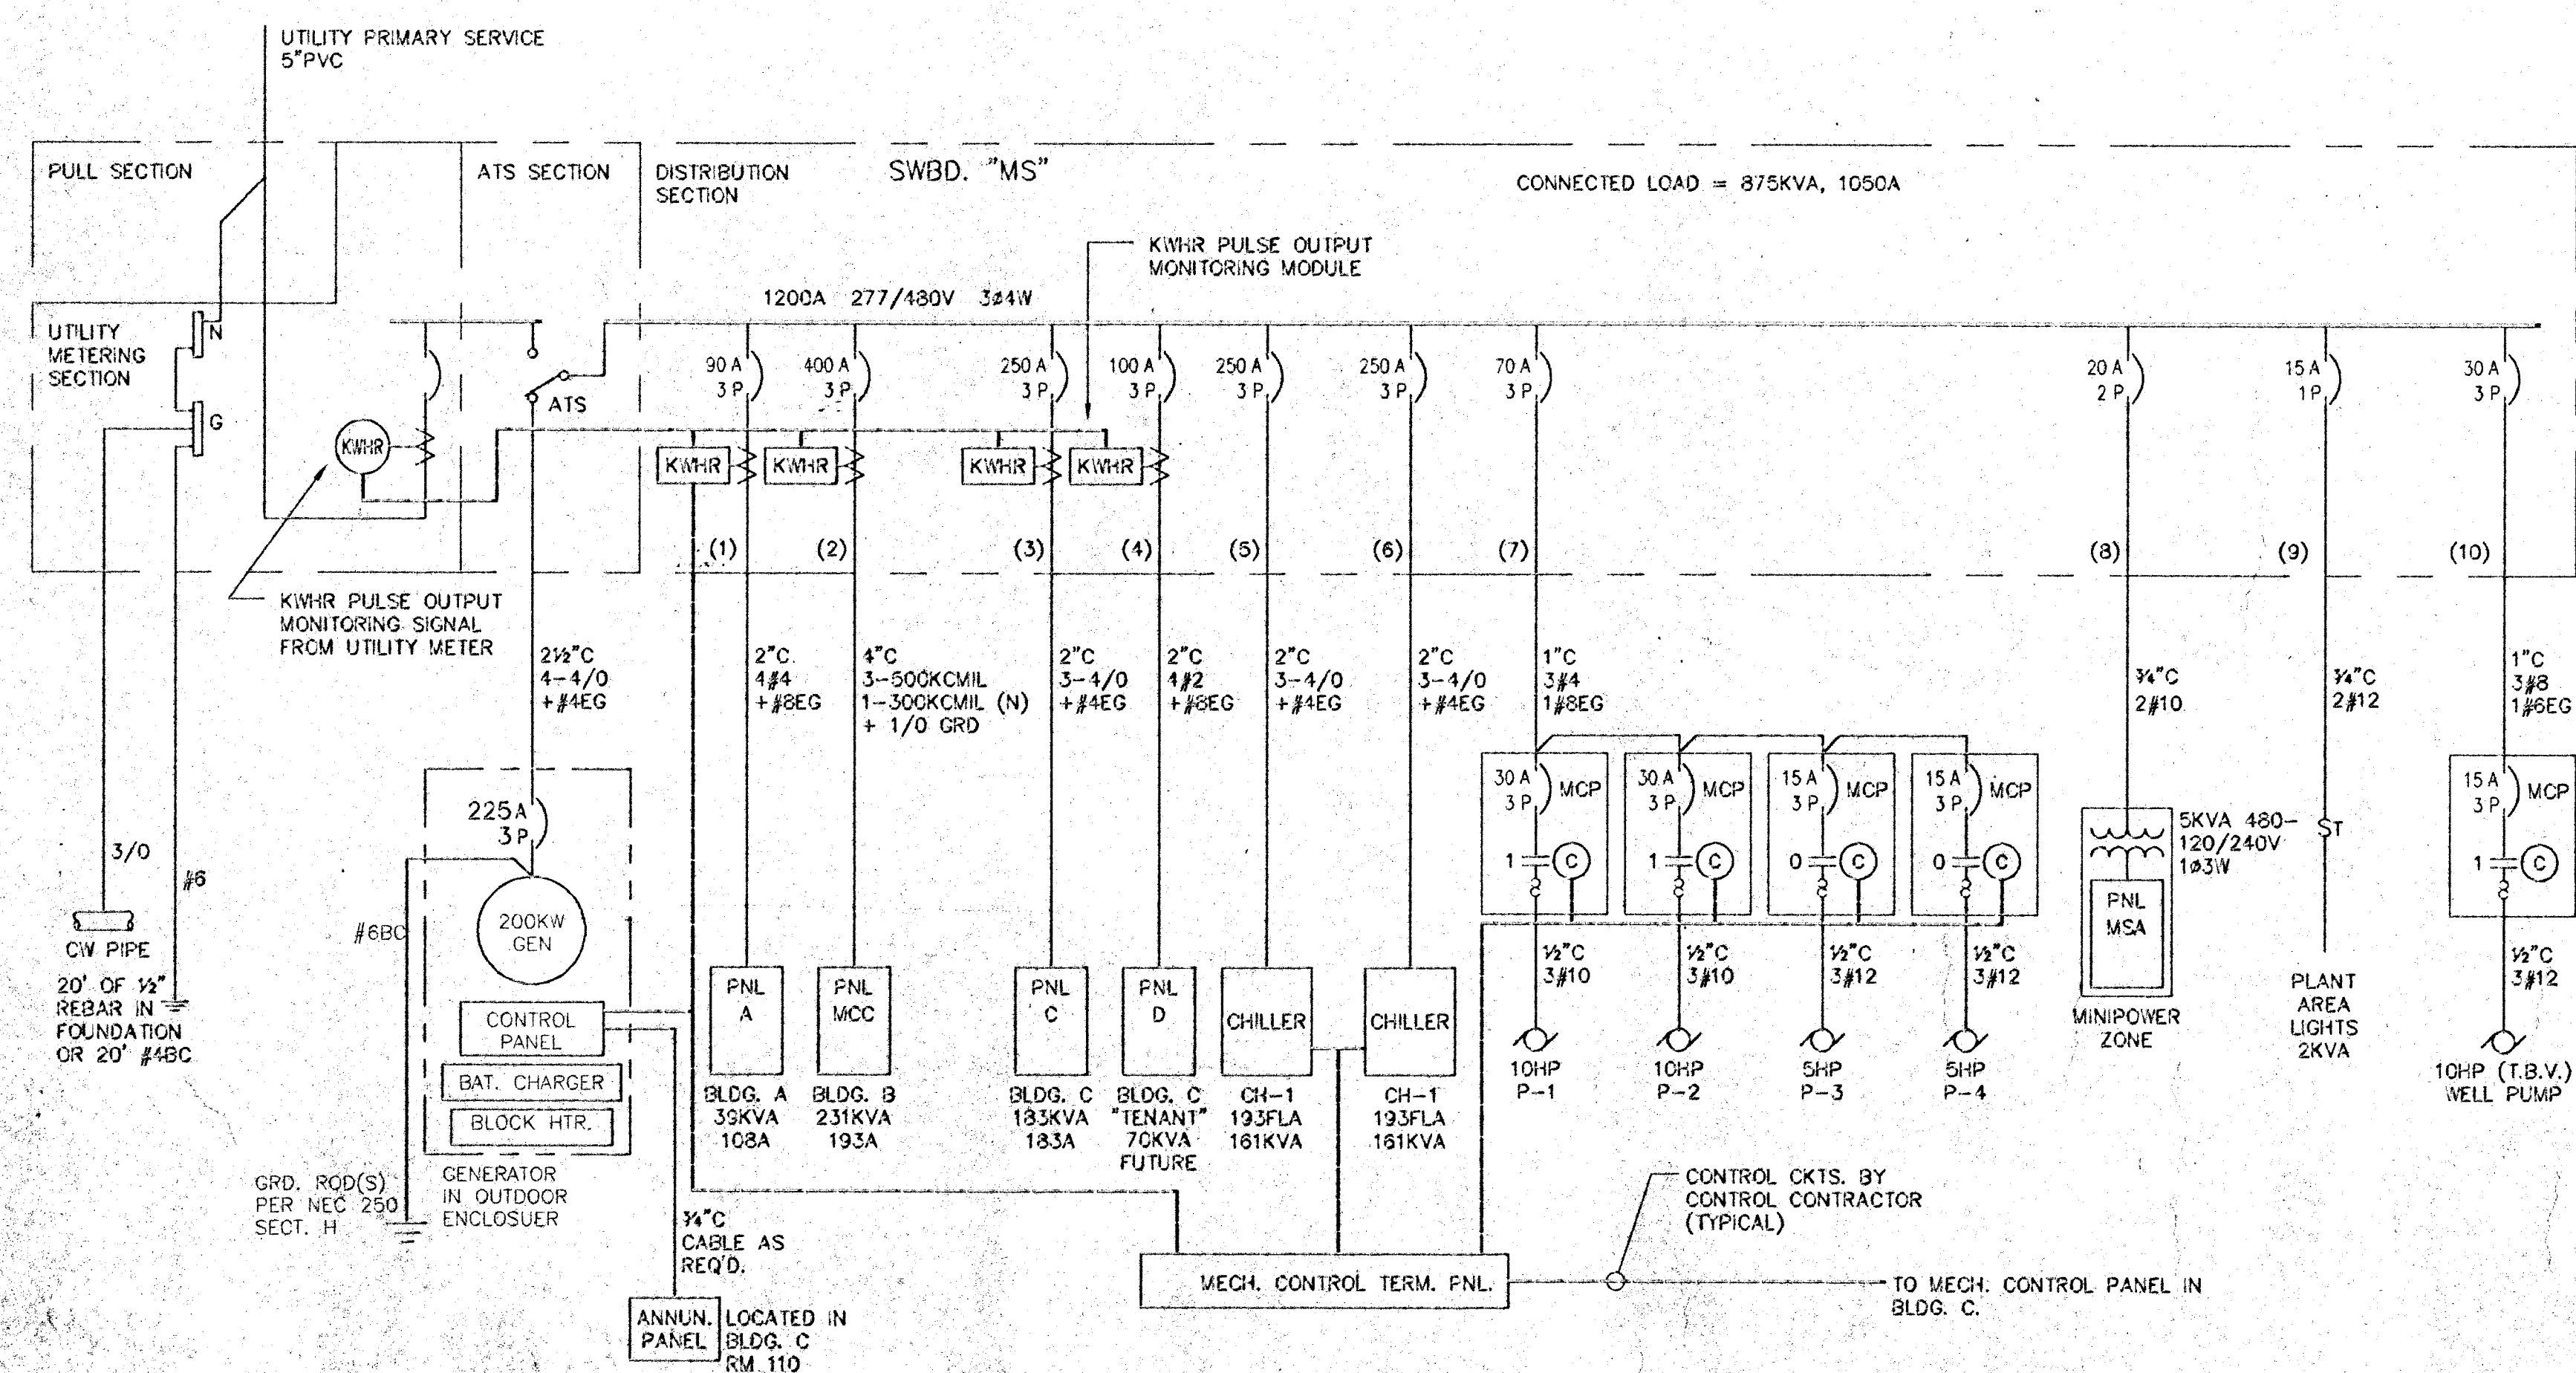 UTILITY PRIMARY SERVICE
5"PVC
PULL SECTION
ATS SECTION
DISTRIBUTION
SECTION
SWBD. "MS"
CONNECTED LOAD = 875KVA, 1050A
KWHR PULSE OUTPUT
MONITORING MODULE
1200A 277/480V 3ø4W
UTILITY
METERING
SECTION
N
G
KWHR
ATS
90 A
3 P
400 A
3 P
250 A
3 P
100 A
3 P
250 A
3 P
250 A
3 P
70 A
3 P
20 A
2 P
15 A
1 P
30 A
3 P
KWHR
KWHR
KWHR
KWHR
(1)
(2)
(3)
(4)
(5)
(6)
(7)
(8)
(9)
(10)
KWHR PULSE OUTPUT
MONITORING SIGNAL
FROM UTILITY METER
2½"C
4-4/0
+#4EG
2"C
4#4
+#8EG
4"C
3-500KCMIL
1-300KCMIL (N)
+ 1/0 GRD
2"C
3-4/0
+#4EG
2"C
4#2
+#8EG
2"C
3-4/0
+#4EG
2"C
3-4/0
+#4EG
1"C
3#4
1#8EG
¾"C
2#10
¾"C
2#12
1"C
3#8
1#6EG
30 A
3 P
MCP
1
C
30 A
3 P
MCP
1
C
15 A
3 P
MCP
0
C
15 A
3 P
MCP
0
C
15 A
3 P
MCP
1
C
225 A
3 P
3/0
#6
#6BC
200KW
GEN
CONTROL
PANEL
BAT. CHARGER
BLOCK HTR.
GENERATOR
IN OUTDOOR
ENCLOSUER
CW PIPE
20' OF ½"
REBAR IN
FOUNDATION
OR 20' #4BC
GRD. ROD(S)
PER NEC 250
SECT. H
PNL
A
BLDG. A
39KVA
108A
PNL
MCC
BLDG. B
231KVA
193A
PNL
C
BLDG. C
183KVA
183A
PNL
D
BLDG. C
"TENANT"
70KVA
FUTURE
CHILLER
CH-1
193FLA
161KVA
CHILLER
CH-1
193FLA
161KVA
½"C
3#10
10HP
P-1
½"C
3#10
10HP
P-2
½"C
3#12
5HP
P-3
½"C
3#12
5HP
P-4
5KVA 480-
120/240V
1ø3W
PNL
MSA
MINIPOWER
ZONE
ST
PLANT
AREA
LIGHTS
2KVA
½"C
3#12
10HP (T.B.V.)
WELL PUMP
¾"C
CABLE AS
REQ'D.
ANNUN.
PANEL
LOCATED IN
BLDG. C
RM 110
MECH. CONTROL TERM. PNL.
CONTROL CKTS. BY
CONTROL CONTRACTOR
(TYPICAL)
TO MECH. CONTROL PANEL IN
BLDG. C.